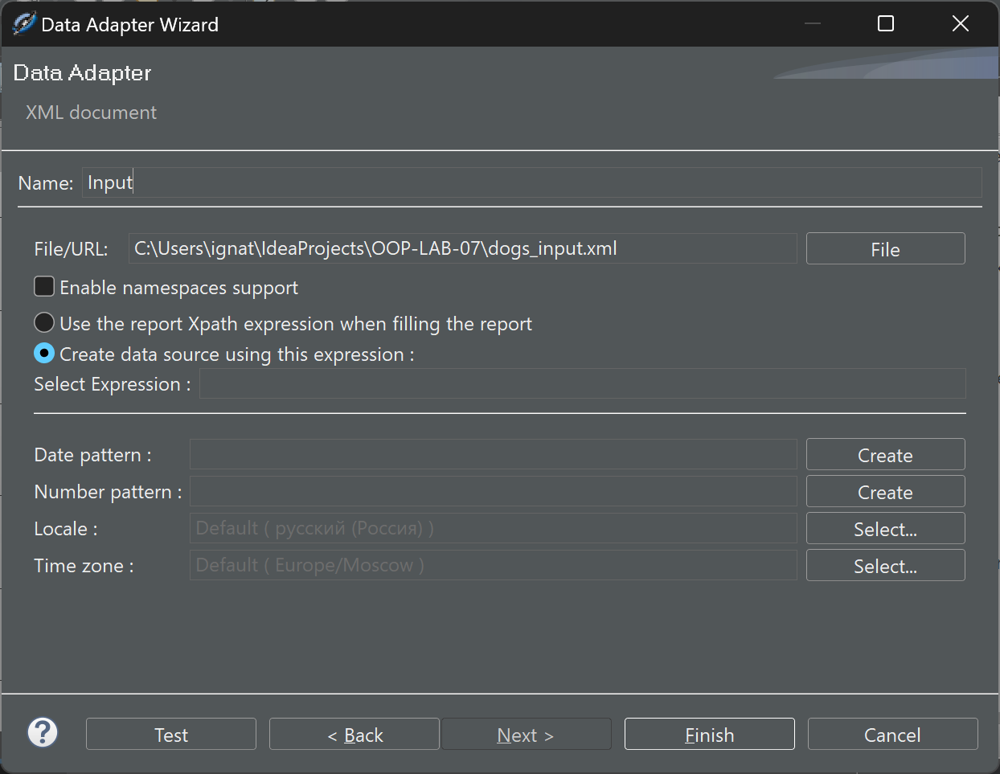 Data Adapter Wizard
Data Adapter
XML document
Name: Input
File/URL: C:\Users\ignat\IdeaProjects\OOP-LAB-07\dogs_input.xml File
Enable namespaces support
Use the report Xpath expression when filling the report
Create data source using this expression :
Select Expression :
Date pattern : Create
Number pattern : Create
Locale : Default ( русский (Россия) ) Select...
Time zone : Default ( Europe/Moscow ) Select...
? Test < Back Next > Finish Cancel